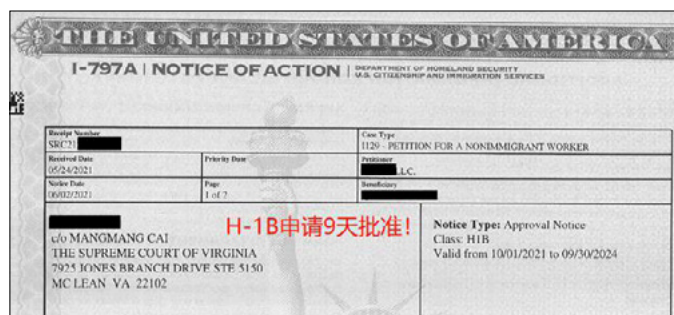 THE UNITED STATES OF AMERICA
I-797A | NOTICE OF ACTION | DEPARTMENT OF HOMELAND SECURITY
U.S. CITIZENSHIP AND IMMIGRATION SERVICES
Receipt Number
SRC21
Case Type
I129 - PETITION FOR A NONIMMIGRANT WORKER
Received Date
05/24/2021
Priority Date
Petitioner
LLC.
Notice Date
06/02/2021
Page
1 of 2
Beneficiary
H-1B申请9天批准!
c/o MANGMANG CAI
THE SUPREME COURT OF VIRGINIA
7925 JONES BRANCH DRIVE STE 5150
MC LEAN VA 22102
Notice Type: Approval Notice
Class: H1B
Valid from 10/01/2021 to 09/30/2024